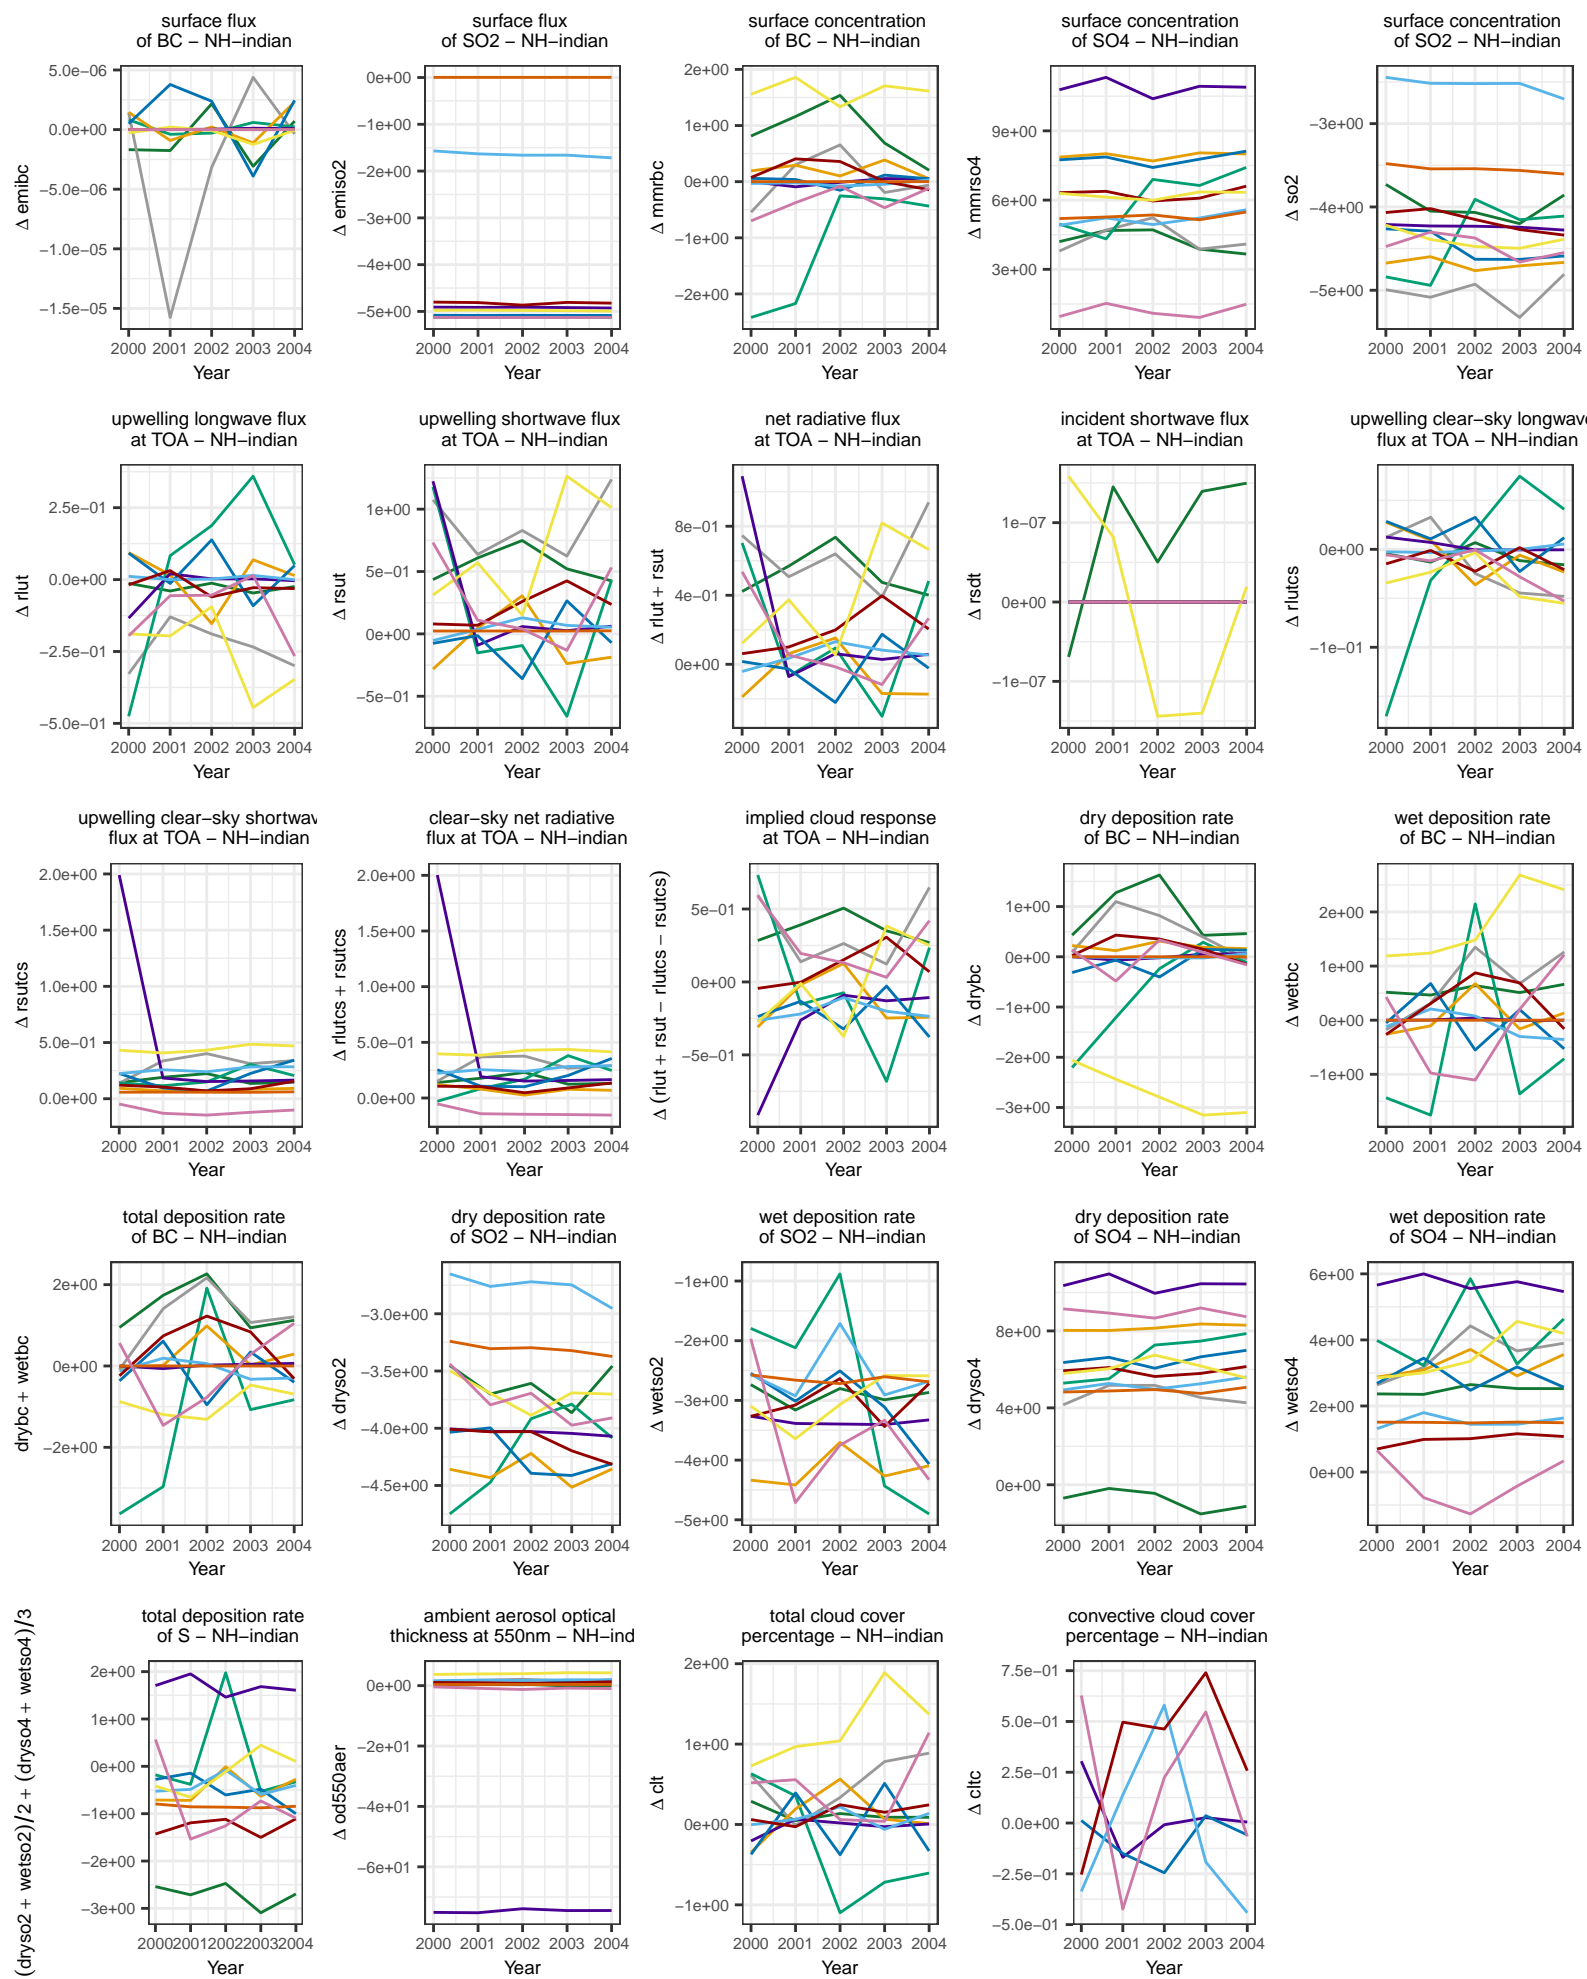 surface flux
of BC − NH−indian
Δ emibc
5.0e−06
0.0e+00
−5.0e−06
−1.0e−05
−1.5e−05
2000 2001 2002 2003 2004
Year
surface flux
of SO2 − NH−indian
Δ emiso2
0e+00
−1e+00
−2e+00
−3e+00
−4e+00
−5e+00
2000 2001 2002 2003 2004
Year
surface concentration
of BC − NH−indian
Δ mmrbc
2e+00
1e+00
0e+00
−1e+00
−2e+00
2000 2001 2002 2003 2004
Year
surface concentration
of SO4 − NH−indian
Δ mmrso4
9e+00
6e+00
3e+00
2000 2001 2002 2003 2004
Year
surface concentration
of SO2 − NH−indian
Δ so2
−3e+00
−4e+00
−5e+00
2000 2001 2002 2003 2004
Year
upwelling longwave flux
at TOA − NH−indian
Δ rlut
2.5e−01
0.0e+00
−2.5e−01
−5.0e−01
2000 2001 2002 2003 2004
Year
upwelling shortwave flux
at TOA − NH−indian
Δ rsut
1e+00
5e−01
0e+00
−5e−01
2000 2001 2002 2003 2004
Year
net radiative flux
at TOA − NH−indian
Δ rlut + rsut
8e−01
4e−01
0e+00
2000 2001 2002 2003 2004
Year
incident shortwave flux
at TOA − NH−indian
Δ rsdt
1e−07
0e+00
−1e−07
2000 2001 2002 2003 2004
Year
upwelling clear−sky longwave
flux at TOA − NH−indian
Δ rlutcs
0e+00
−1e−01
2000 2001 2002 2003 2004
Year
upwelling clear−sky shortwav
flux at TOA − NH−indian
Δ rsutcs
2.0e+00
1.5e+00
1.0e+00
5.0e−01
0.0e+00
2000 2001 2002 2003 2004
Year
clear−sky net radiative
flux at TOA − NH−indian
Δ rlutcs + rsutcs
2.0e+00
1.5e+00
1.0e+00
5.0e−01
0.0e+00
2000 2001 2002 2003 2004
Year
implied cloud response
at TOA − NH−indian
Δ (rlut + rsut − rlutcs − rsutcs)
5e−01
0e+00
−5e−01
2000 2001 2002 2003 2004
Year
dry deposition rate
of BC − NH−indian
Δ drybc
1e+00
0e+00
−1e+00
−2e+00
−3e+00
2000 2001 2002 2003 2004
Year
wet deposition rate
of BC − NH−indian
Δ wetbc
2e+00
1e+00
0e+00
−1e+00
2000 2001 2002 2003 2004
Year
total deposition rate
of BC − NH−indian
drybc + wetbc
2e+00
0e+00
−2e+00
2000 2001 2002 2003 2004
Year
dry deposition rate
of SO2 − NH−indian
Δ dryso2
−3.0e+00
−3.5e+00
−4.0e+00
−4.5e+00
2000 2001 2002 2003 2004
Year
wet deposition rate
of SO2 − NH−indian
Δ wetso2
−1e+00
−2e+00
−3e+00
−4e+00
−5e+00
2000 2001 2002 2003 2004
Year
dry deposition rate
of SO4 − NH−indian
Δ dryso4
8e+00
4e+00
0e+00
2000 2001 2002 2003 2004
Year
wet deposition rate
of SO4 − NH−indian
Δ wetso4
6e+00
4e+00
2e+00
0e+00
2000 2001 2002 2003 2004
Year
total deposition rate
of S − NH−indian
(dryso2 + wetso2)/2 + (dryso4 + wetso4)/3
2e+00
1e+00
0e+00
−1e+00
−2e+00
−3e+00
2000 2001 2002 2003 2004
Year
ambient aerosol optical
thickness at 550nm − NH−ind
Δ od550aer
0e+00
−2e+01
−4e+01
−6e+01
2000 2001 2002 2003 2004
Year
total cloud cover
percentage − NH−indian
Δ clt
2e+00
1e+00
0e+00
−1e+00
2000 2001 2002 2003 2004
Year
convective cloud cover
percentage − NH−indian
Δ cltc
7.5e−01
5.0e−01
2.5e−01
0.0e+00
−2.5e−01
−5.0e−01
2000 2001 2002 2003 2004
Year